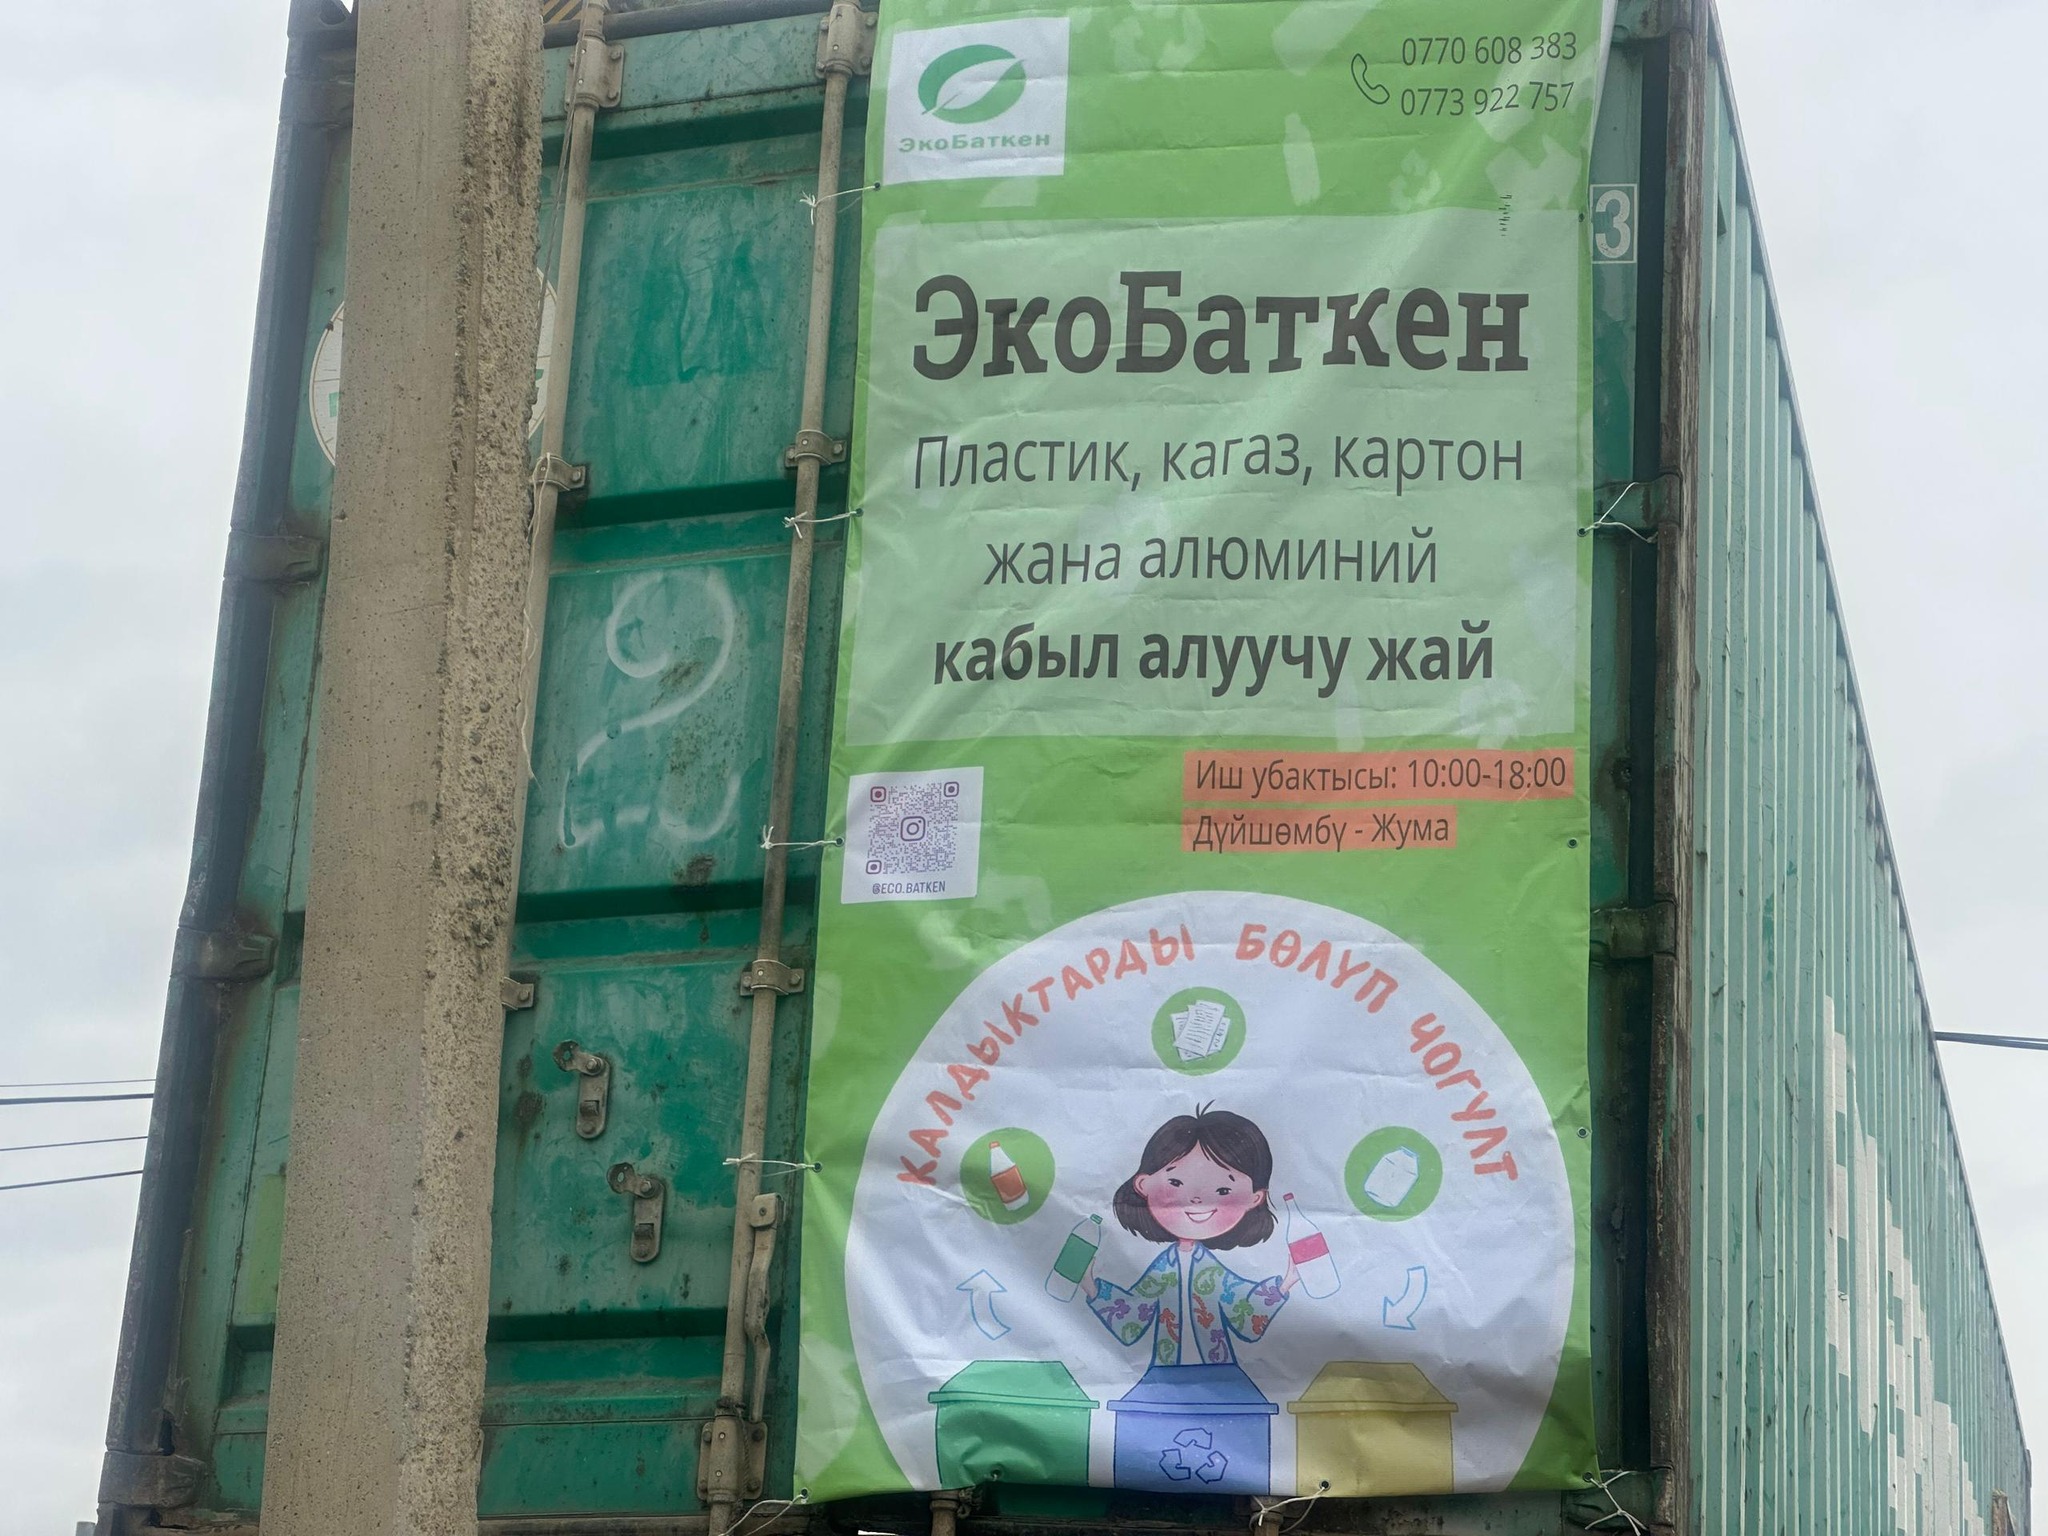 ЭкоБаткен
0770 608 383
0773 922 757
3
ЭкоБаткен
Пластик, кагаз, картон
жана алюминий
кабыл алуучу жай
Иш убактысы: 10:00-18:00
Дүйшөмбү - Жума
@ECO.BATKEN
КАЛДЫКТАРДЫ БӨЛҮП ЧОГУЛТ